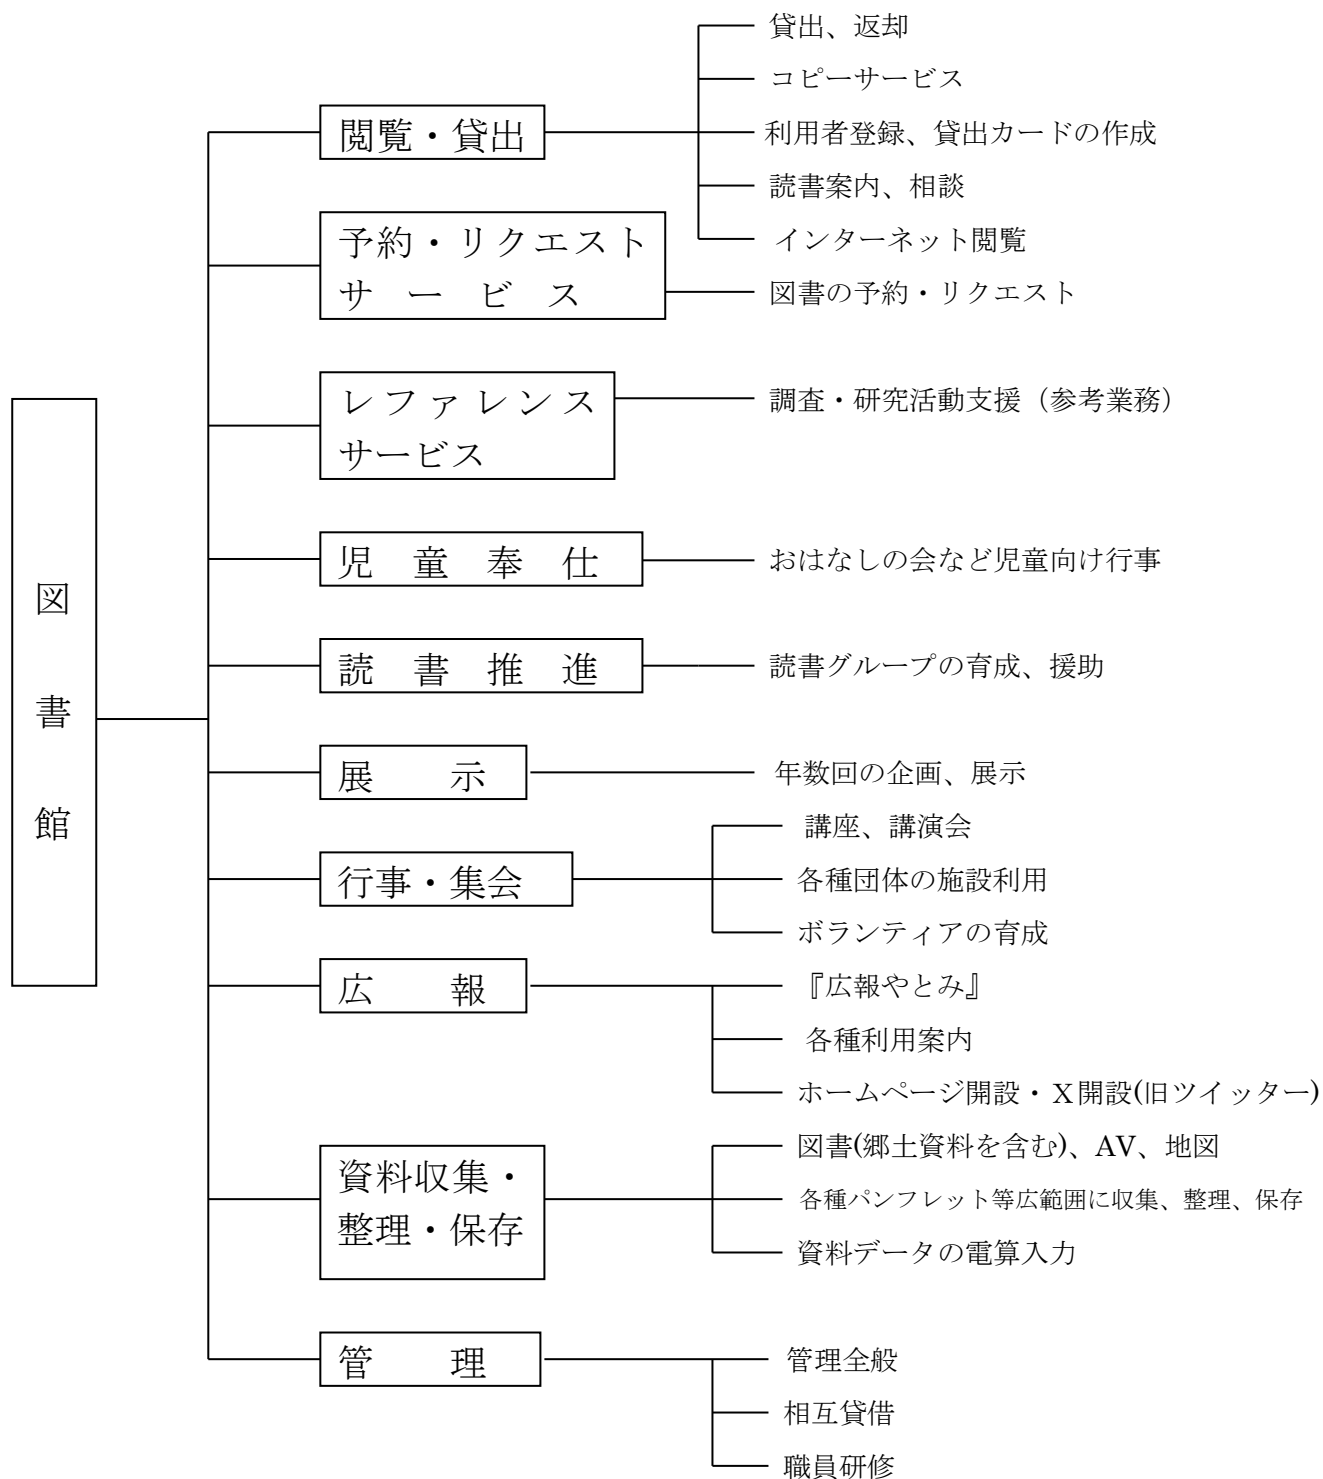 図書館
閲覧・貸出
貸出、返却
コピーサービス
利用者登録、貸出カードの作成
読書案内、相談
インターネット閲覧
予約・リクエスト
サービス
図書の予約・リクエスト
レファレンス
サービス
調査・研究活動支援（参考業務）
児童奉仕
おはなしの会など児童向け行事
読書推進
読書グループの育成、援助
展示
年数回の企画、展示
行事・集会
講座、講演会
各種団体の施設利用
ボランティアの育成
広報
『広報やとみ』
各種利用案内
ホームページ開設・Ｘ開設(旧ツイッター)
資料収集・
整理・保存
図書(郷土資料を含む)、AV、地図
各種パンフレット等広範囲に収集、整理、保存
資料データの電算入力
管理
管理全般
相互貸借
職員研修